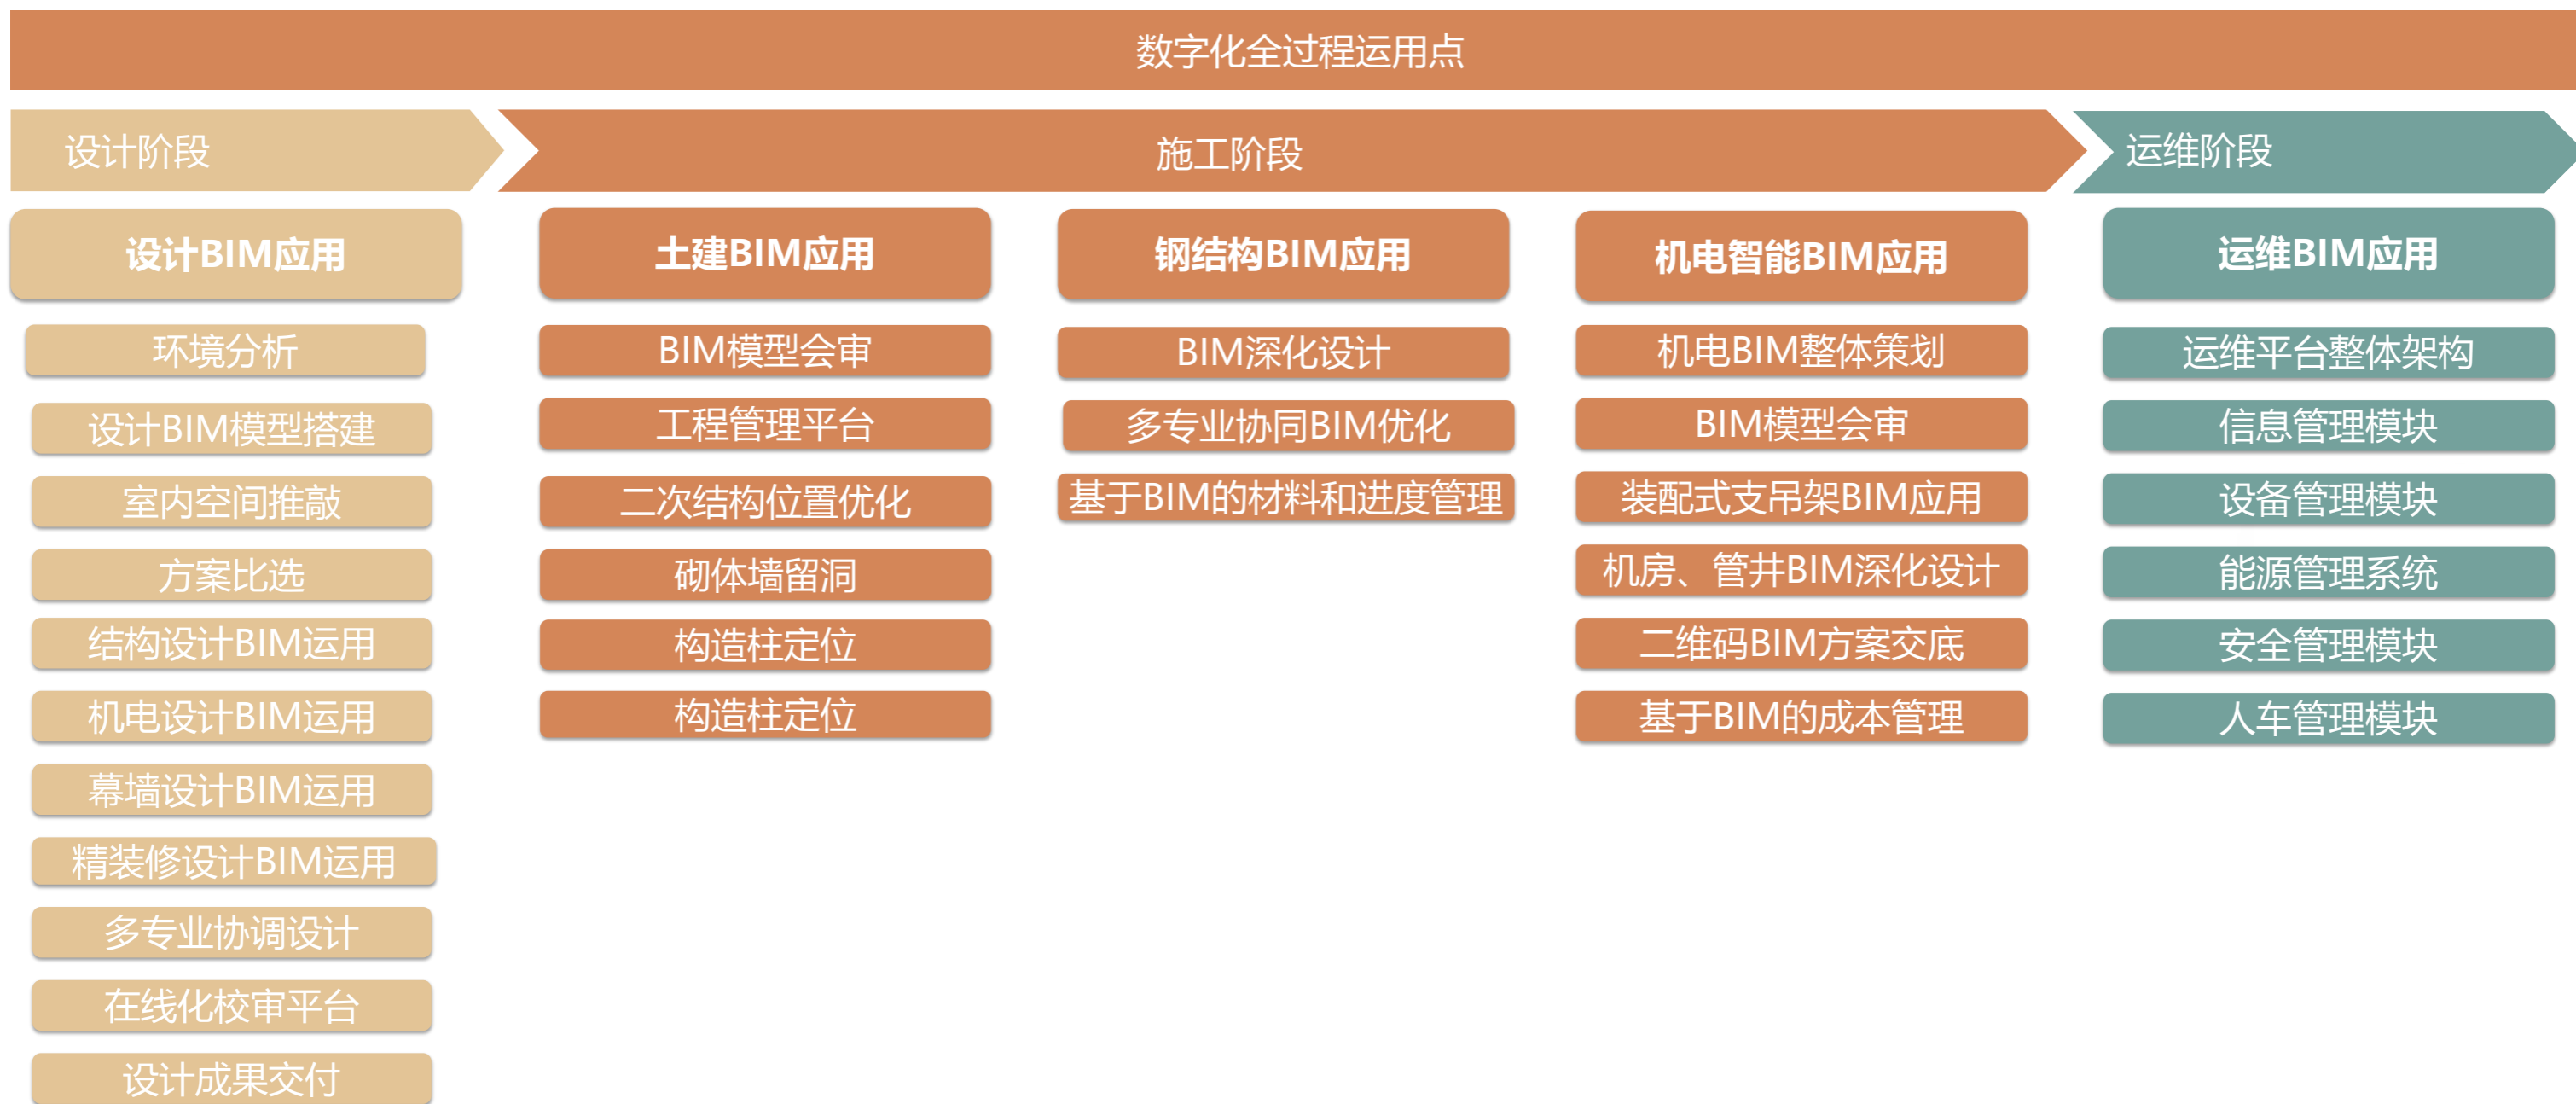 数字化全过程运用点
设计阶段
施工阶段
运维阶段
设计BIM应用
环境分析
设计BIM模型搭建
室内空间推敲
方案比选
结构设计BIM运用
机电设计BIM运用
幕墙设计BIM运用
精装修设计BIM运用
多专业协调设计
在线化校审平台
设计成果交付
土建BIM应用
BIM模型会审
工程管理平台
二次结构位置优化
砌体墙留洞
构造柱定位
构造柱定位
钢结构BIM应用
BIM深化设计
多专业协同BIM优化
基于BIM的材料和进度管理
机电智能BIM应用
机电BIM整体策划
BIM模型会审
装配式支吊架BIM应用
机房、管井BIM深化设计
二维码BIM方案交底
基于BIM的成本管理
运维BIM应用
运维平台整体架构
信息管理模块
设备管理模块
能源管理系统
安全管理模块
人车管理模块